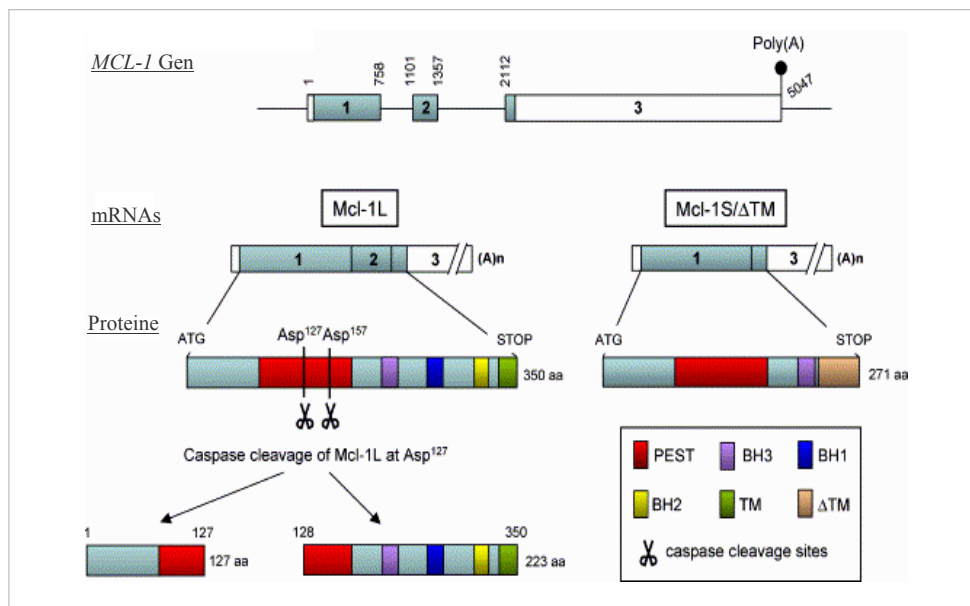 MCL-1 Gen
Poly(A)
1
758
1101
1357
2112
5047
1
2
3
mRNAs
Mcl-1L
Mcl-1S/ΔTM
1
2
3
(A)n
1
3
(A)n
Proteine
ATG
Asp127
Asp157
STOP
350 aa
ATG
STOP
271 aa
Caspase cleavage of Mcl-1L at Asp127
1
127
127 aa
128
350
223 aa
PEST
BH3
BH1
BH2
TM
ΔTM
caspase cleavage sites